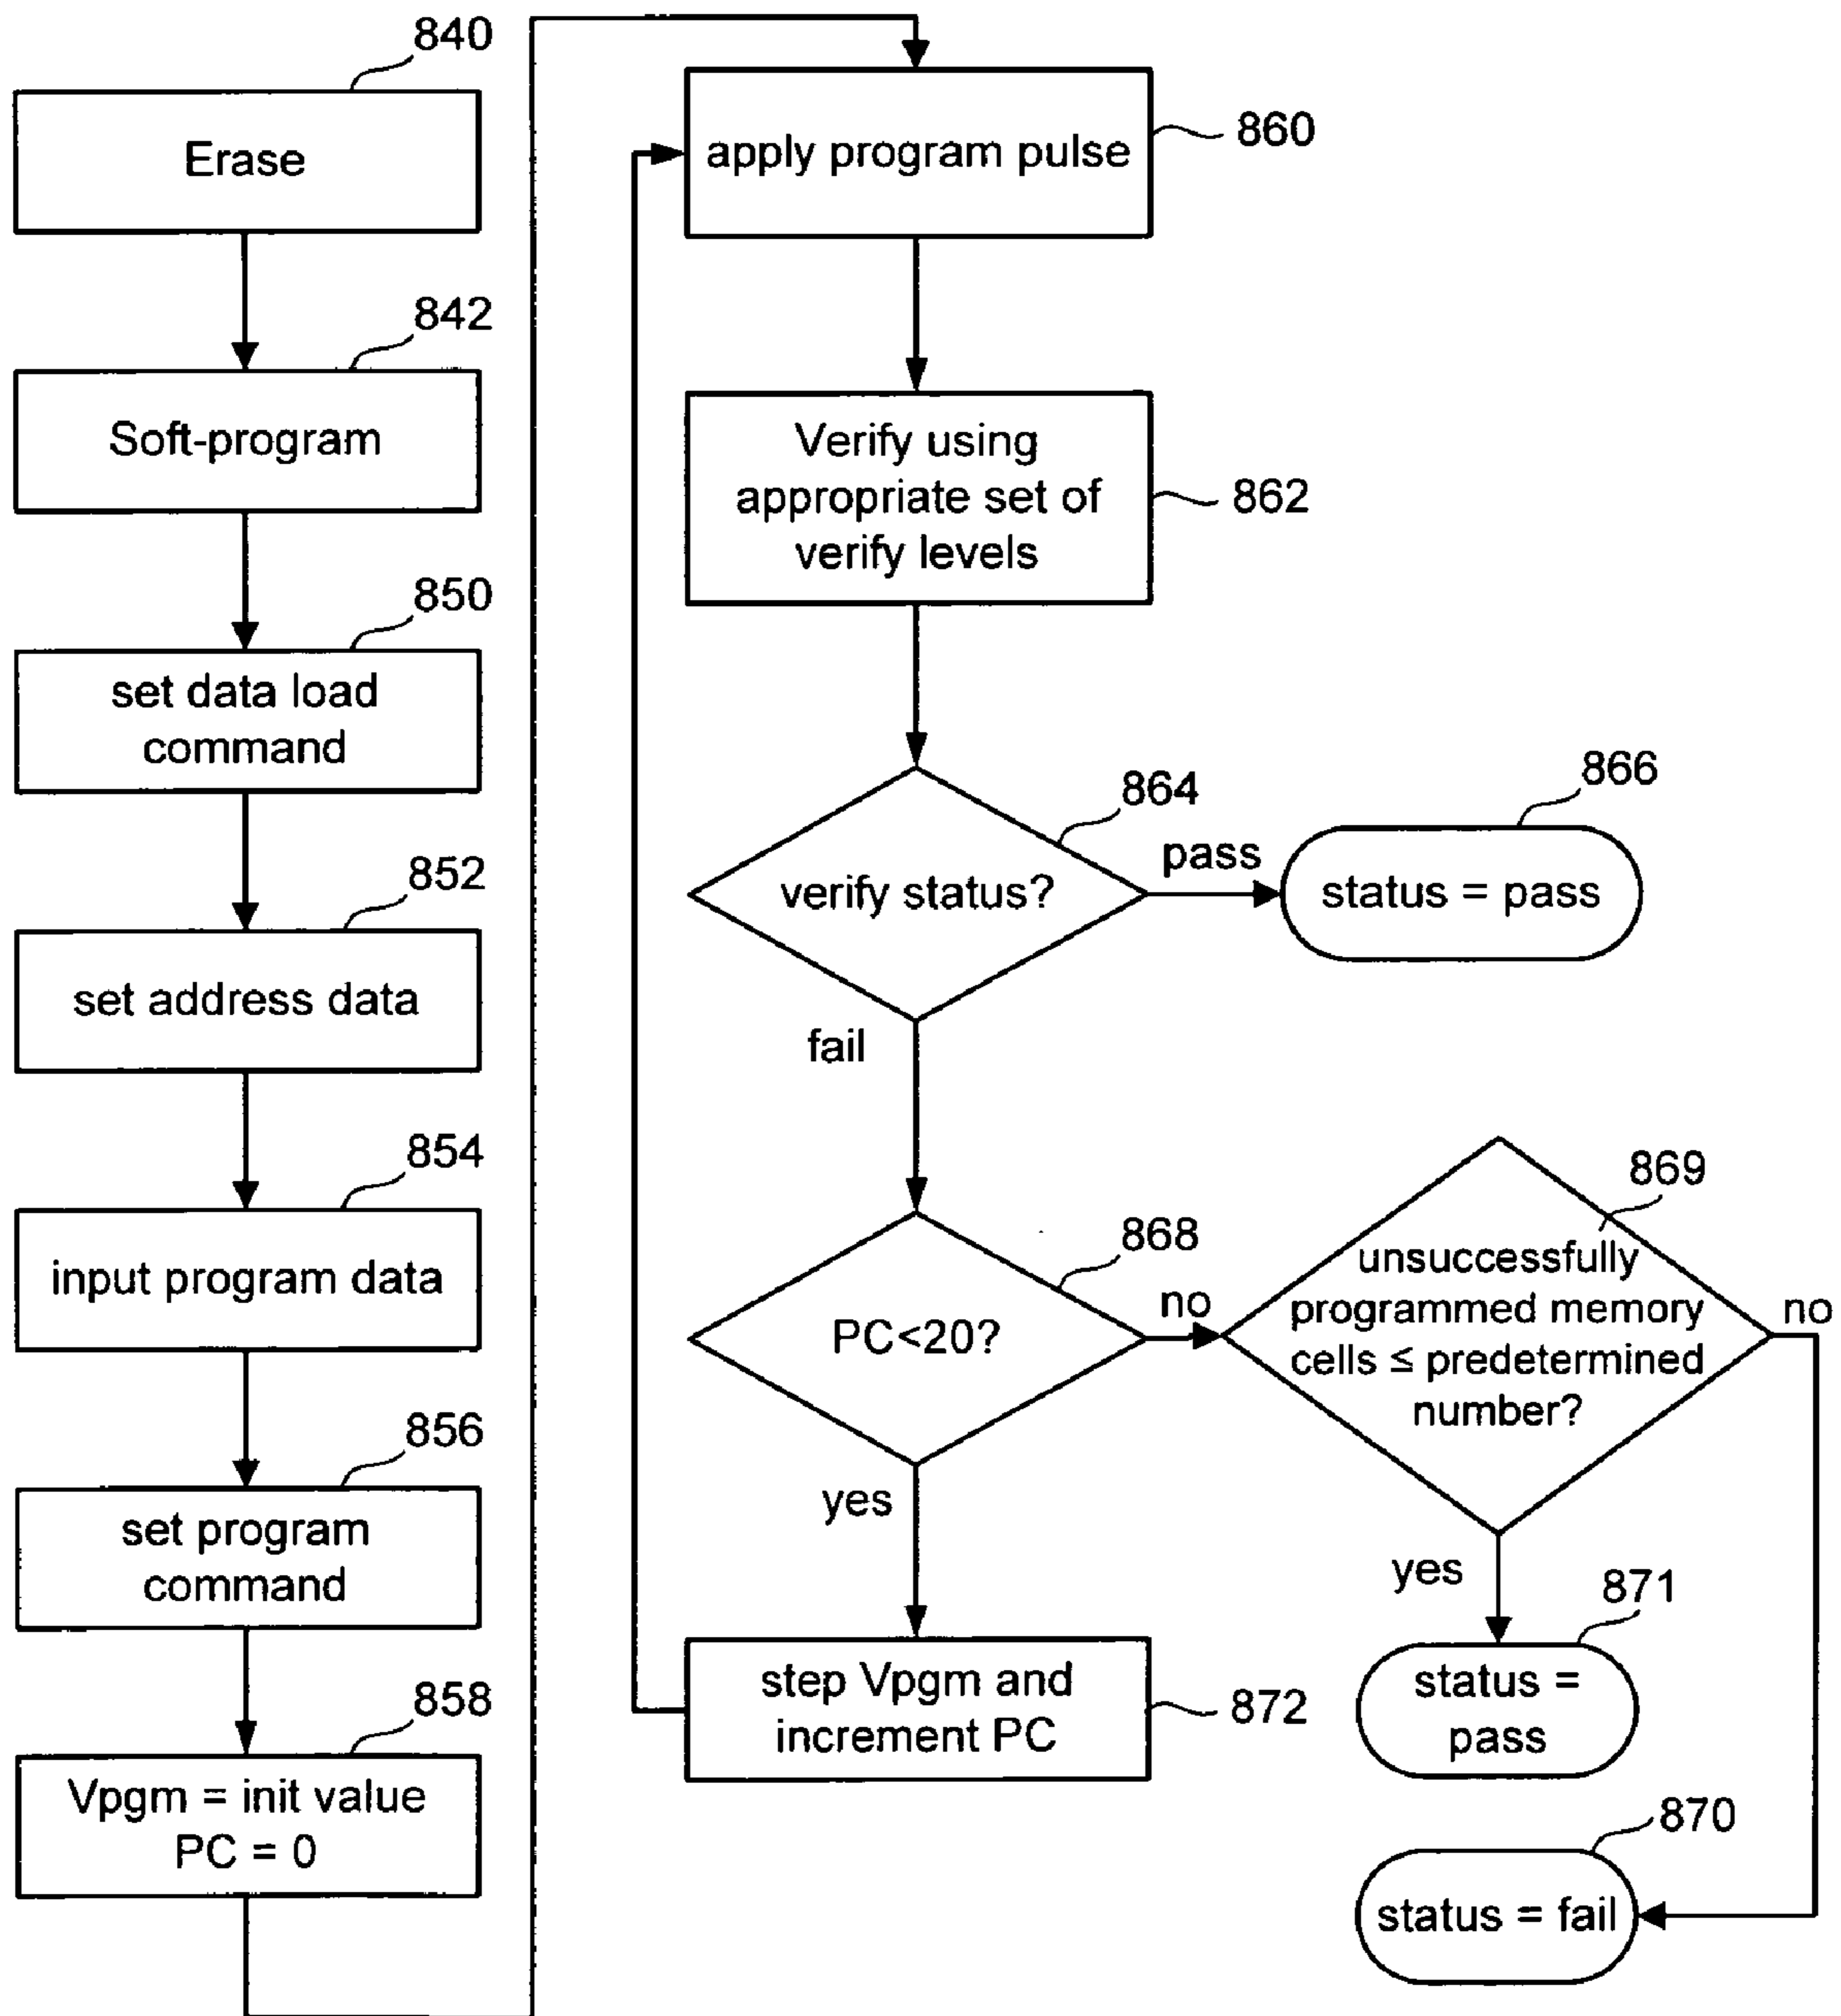 840
Erase
842
Soft-program
850
set data load
command
852
set address data
854
input program data
856
set program
command
858
Vpgm = init value
PC = 0
apply program pulse
860
Verify using
appropriate set of
verify levels
862
864
verify status?
pass
866
status = pass
fail
868
PC<20?
no
869
unsuccessfully
programmed memory
cells ≤ predetermined
number?
no
yes
871
status =
pass
870
status = fail
yes
step Vpgm and
increment PC
872